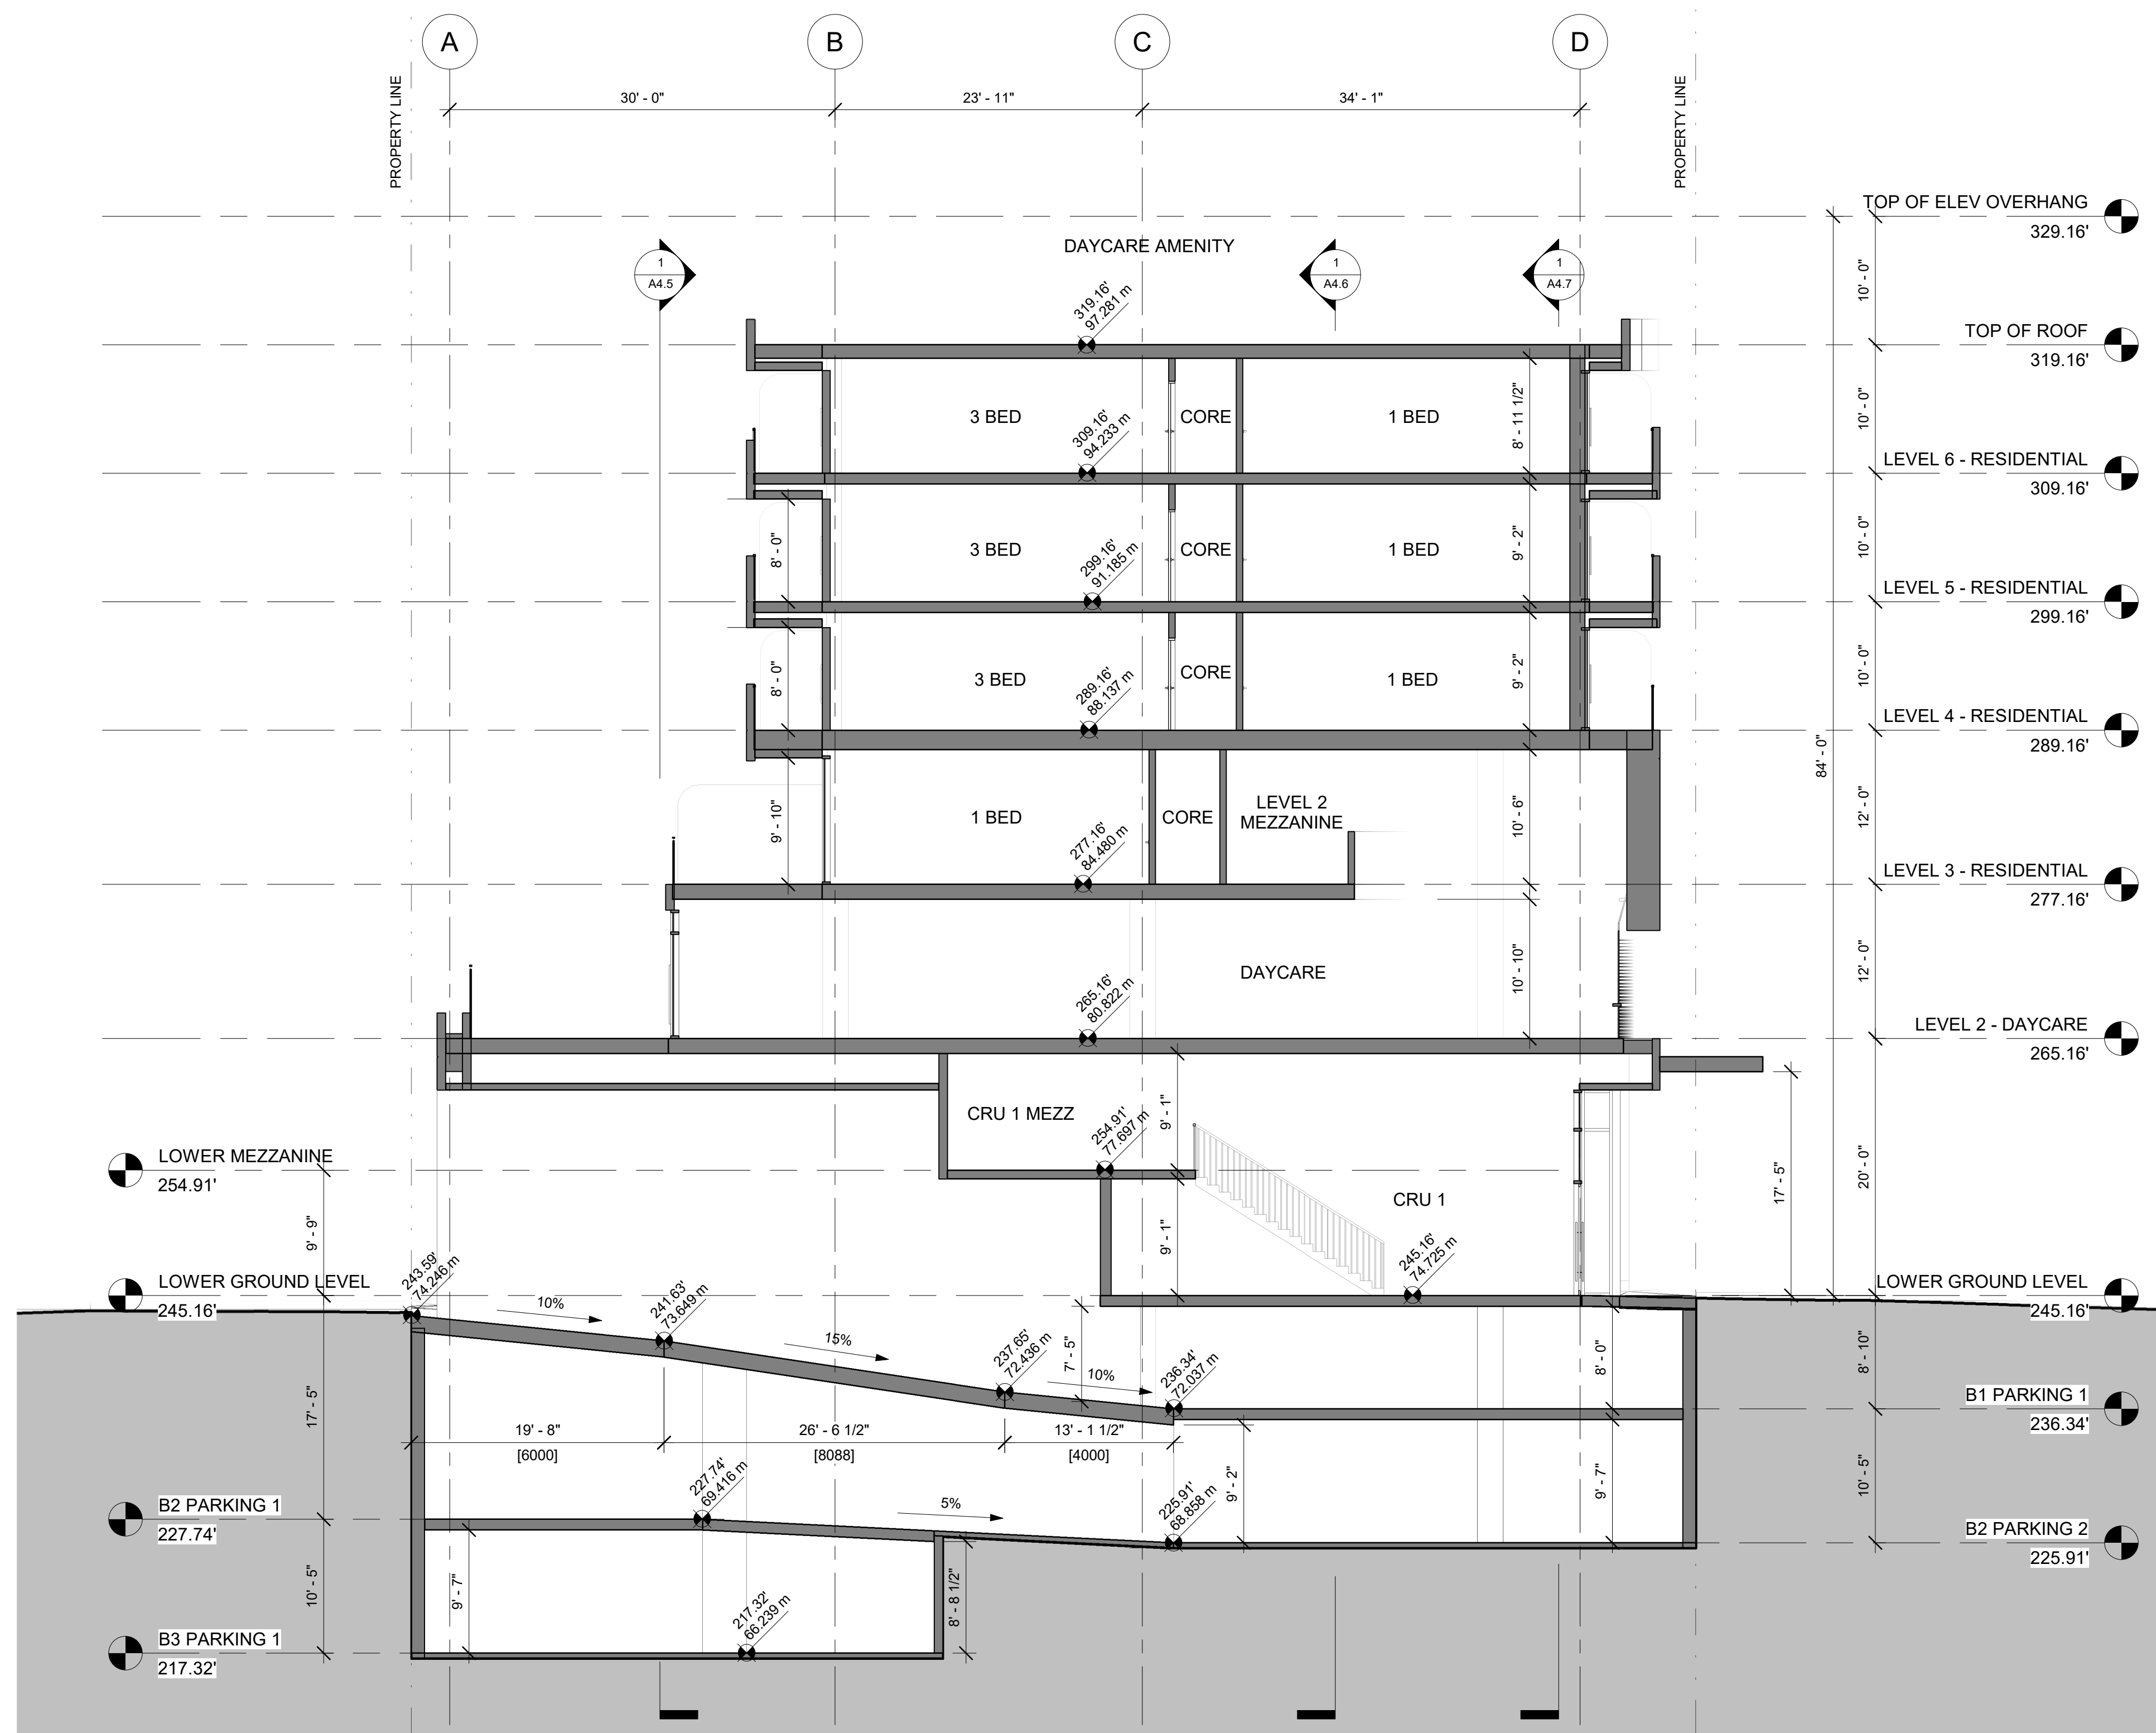 A
B
C
D
PROPERTY LINE
PROPERTY LINE
30' - 0"
23' - 11"
34' - 1"
TOP OF ELEV OVERHANG
329.16'
DAYCARE AMENITY
1
A4.5
1
A4.6
1
A4.7
10' - 0"
319.16'
97.281 m
TOP OF ROOF
319.16'
3 BED
CORE
1 BED
8' - 11 1/2"
10' - 0"
309.16'
94.233 m
LEVEL 6 - RESIDENTIAL
309.16'
8' - 0"
3 BED
CORE
1 BED
9' - 2"
10' - 0"
299.16'
91.185 m
LEVEL 5 - RESIDENTIAL
299.16'
8' - 0"
3 BED
CORE
1 BED
9' - 2"
10' - 0"
289.16'
88.137 m
LEVEL 4 - RESIDENTIAL
289.16'
84' - 0"
9' - 10"
1 BED
CORE
LEVEL 2
MEZZANINE
10' - 6"
12' - 0"
277.16'
84.480 m
LEVEL 3 - RESIDENTIAL
277.16'
DAYCARE
10' - 10"
12' - 0"
265.16'
80.822 m
LEVEL 2 - DAYCARE
265.16'
CRU 1 MEZZ
9' - 1"
254.91'
77.697 m
LOWER MEZZANINE
254.91'
CRU 1
17' - 5"
20' - 0"
9' - 9"
9' - 1"
243.59'
74.246 m
245.16'
74.725 m
LOWER GROUND LEVEL
245.16'
LOWER GROUND LEVEL
245.16'
10%
241.63'
73.649 m
15%
237.65'
72.436 m
7' - 5"
10%
236.34'
72.037 m
8' - 0"
8' - 10"
B1 PARKING 1
236.34'
17' - 5"
19' - 8"
[6000]
26' - 6 1/2"
[8088]
13' - 1 1/2"
[4000]
9' - 2"
9' - 7"
10' - 5"
B2 PARKING 1
227.74'
227.74'
69.416 m
5%
225.91'
68.858 m
B2 PARKING 2
225.91'
10' - 5"
9' - 7"
8' - 8 1/2"
217.32'
66.239 m
B3 PARKING 1
217.32'